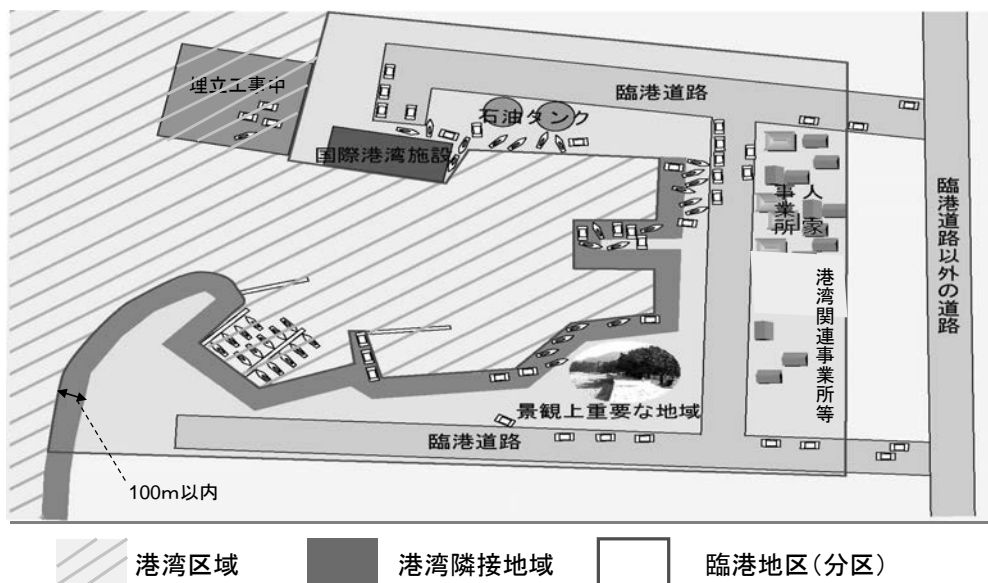 埋立工事中
臨港道路
石油タンク
国際港湾施設
事業所
人家
臨港道路以外の道路
港湾関連事業所等
景観上重要な地域
臨港道路
100m以内
港湾区域
港湾隣接地域
臨港地区(分区)